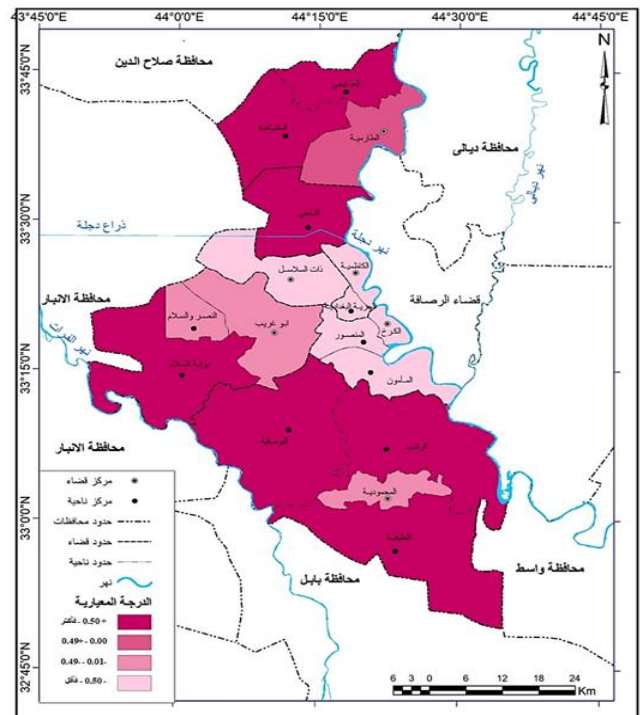 43°45'0"E
44°0'0"E
44°15'0"E
44°30'0"E
44°45'0"E
33°45'0"N
33°30'0"N
33°15'0"N
33°0'0"N
32°45'0"N
N
محافظة صلاح الدين
محافظة ديالى
نهر ديالى
الطارمية
ذراع دجلة
نهر دجلة
التاجي
ذات السلاسل
الكاظمية
قضاء الرصافة
محافظة الانبار
النصر والسلام
ابو غريب
المنصور
الكرخ
نهر الفرات
المأمون
محافظة الانبار
اليوسفية
الرشيد
المحمودية
محافظة بابل
محافظة واسط
مركز قضاء
مركز ناحية
حدود محافظات
حدود قضاء
حدود ناحية
نهر
الدرجة المعيارية
+0.50 - فأكثر
0.00 - +0.49
-0.01 - -0.49
-0.50 - فأقل
6 3 0 6 12 18 24
Km